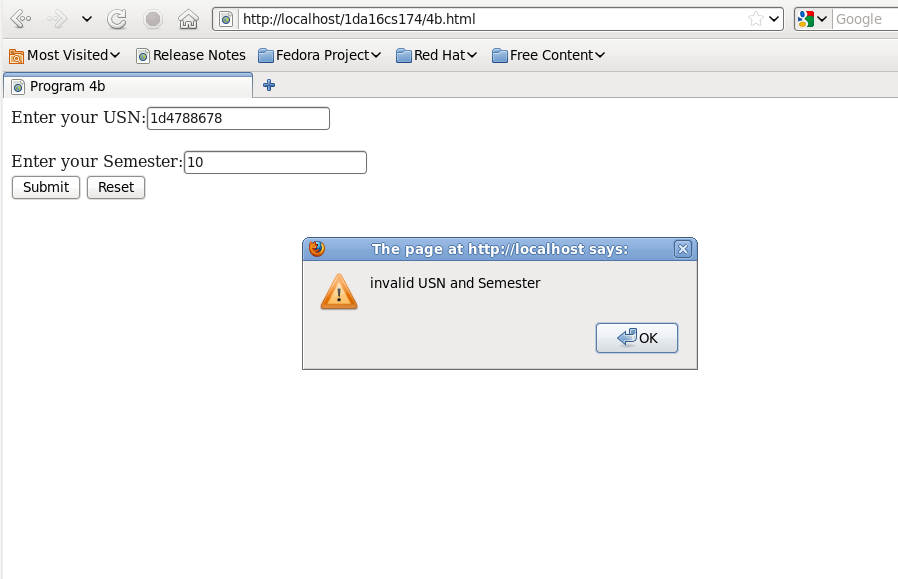 http://localhost/1da16cs174/4b.html Google
Most Visited Release Notes Fedora Project Red Hat Free Content
Program 4b
Enter your USN: 1d4788678
Enter your Semester: 10
Submit Reset
The page at http://localhost says:
invalid USN and Semester
OK